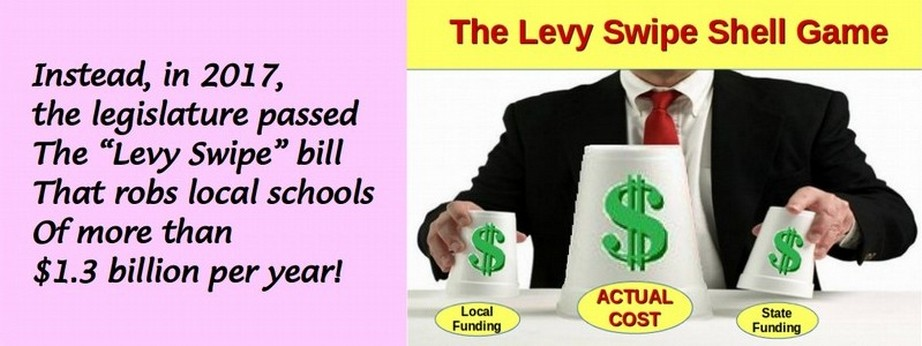 Instead, in 2017,
the legislature passed
The “Levy Swipe” bill
That robs local schools
Of more than
$1.3 billion per year!
The Levy Swipe Shell Game
$
$
$
Local
Funding
ACTUAL
COST
State
Funding